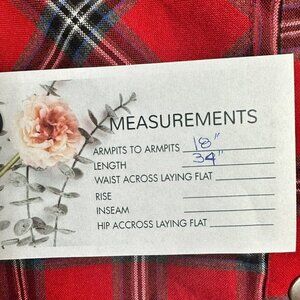 MEASUREMENTS
ARMPITS TO ARMPITS 18"
LENGTH 34"
WAIST ACROSS LAYING FLAT
RISE
INSEAM
HIP ACCROSS LAYING FLAT